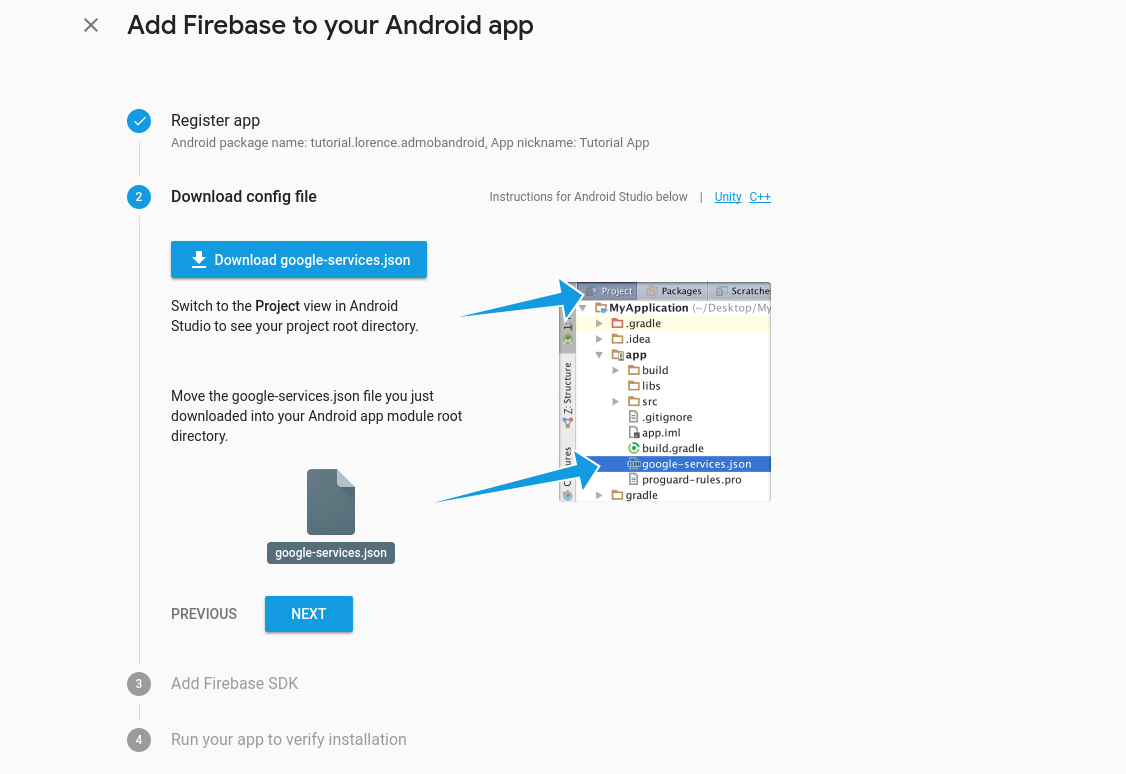 Add Firebase to your Android app
Register app
Android package name: tutorial.lorence.admobandroid, App nickname: Tutorial App
2
Download config file
Instructions for Android Studio below | Unity C++
Download google-services.json
Switch to the Project view in Android
Studio to see your project root directory.
Move the google-services.json file you just
downloaded into your Android app module root
directory.
google-services.json
Project Packages Scratche
MyApplication (~/Desktop/My
.gradle
.idea
app
build
libs
src
.gitignore
app.iml
build.gradle
google-services.json
proguard-rules.pro
gradle
Z: Structure
PREVIOUS
NEXT
3
Add Firebase SDK
4
Run your app to verify installation